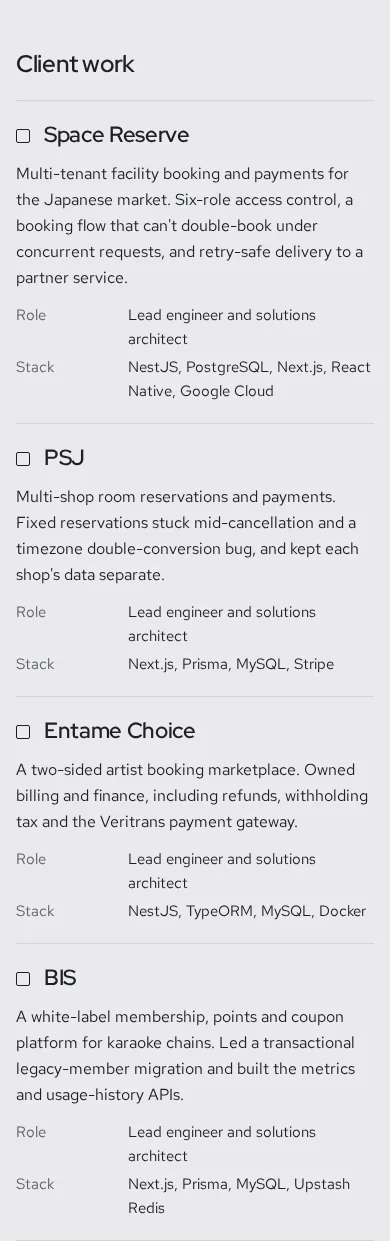 Client work
Space Reserve
Multi-tenant facility booking and payments for
the Japanese market. Six-role access control, a
booking flow that can't double-book under
concurrent requests, and retry-safe delivery to a
partner service.
Role Lead engineer and solutions
architect
Stack NestJS, PostgreSQL, Next.js, React
Native, Google Cloud
PSJ
Multi-shop room reservations and payments.
Fixed reservations stuck mid-cancellation and a
timezone double-conversion bug, and kept each
shop's data separate.
Role Lead engineer and solutions
architect
Stack Next.js, Prisma, MySQL, Stripe
Entame Choice
A two-sided artist booking marketplace. Owned
billing and finance, including refunds, withholding
tax and the Veritrans payment gateway.
Role Lead engineer and solutions
architect
Stack NestJS, TypeORM, MySQL, Docker
BIS
A white-label membership, points and coupon
platform for karaoke chains. Led a transactional
legacy-member migration and built the metrics
and usage-history APIs.
Role Lead engineer and solutions
architect
Stack Next.js, Prisma, MySQL, Upstash
Redis